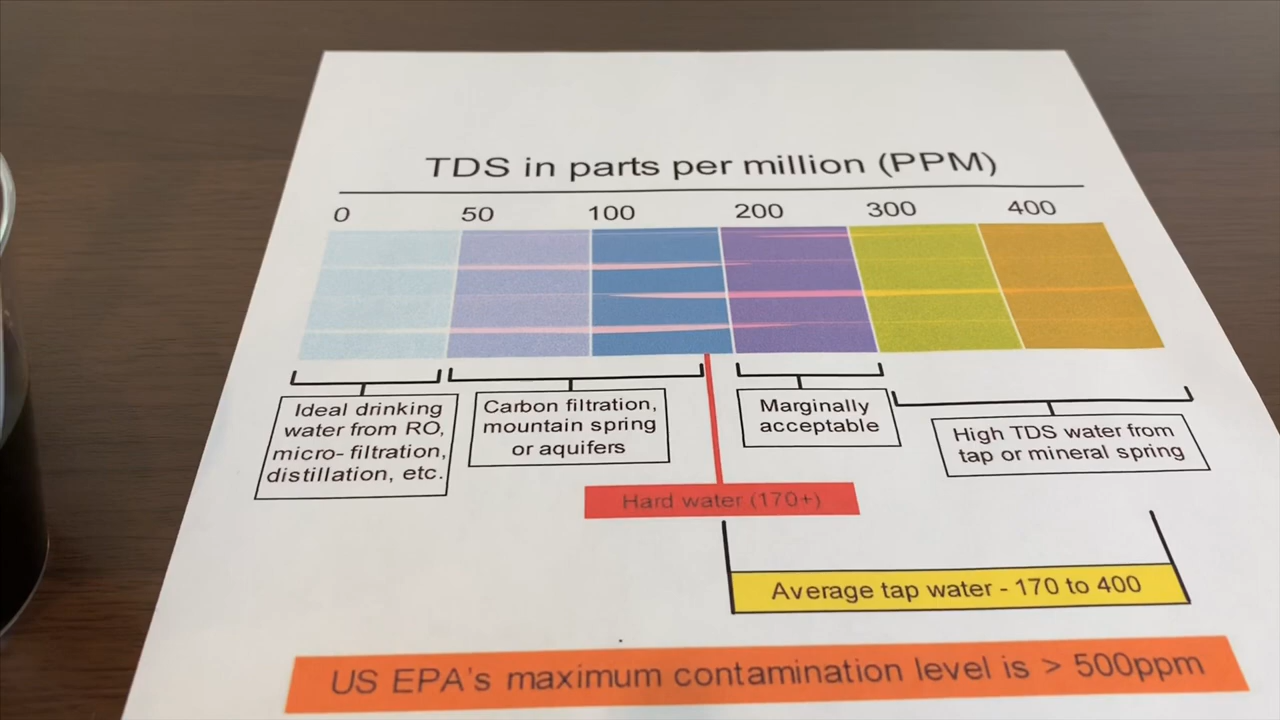 TDS in parts per million (PPM)
0 50 100 200 300 400
Ideal drinking
water from RO,
micro- filtration,
distillation, etc.
Carbon filtration,
mountain spring
or aquifers
Marginally
acceptable
High TDS water from
tap or mineral spring
Hard water (170+)
Average tap water - 170 to 400
US EPA's maximum contamination level is > 500ppm